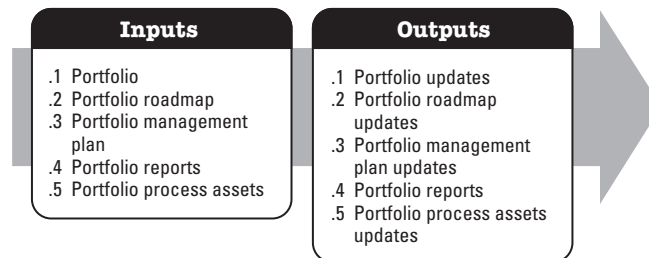 Inputs
.1 Portfolio
.2 Portfolio roadmap
.3 Portfolio management
plan
.4 Portfolio reports
.5 Portfolio process assets
Outputs
.1 Portfolio updates
.2 Portfolio roadmap
updates
.3 Portfolio management
plan updates
.4 Portfolio reports
.5 Portfolio process assets
updates